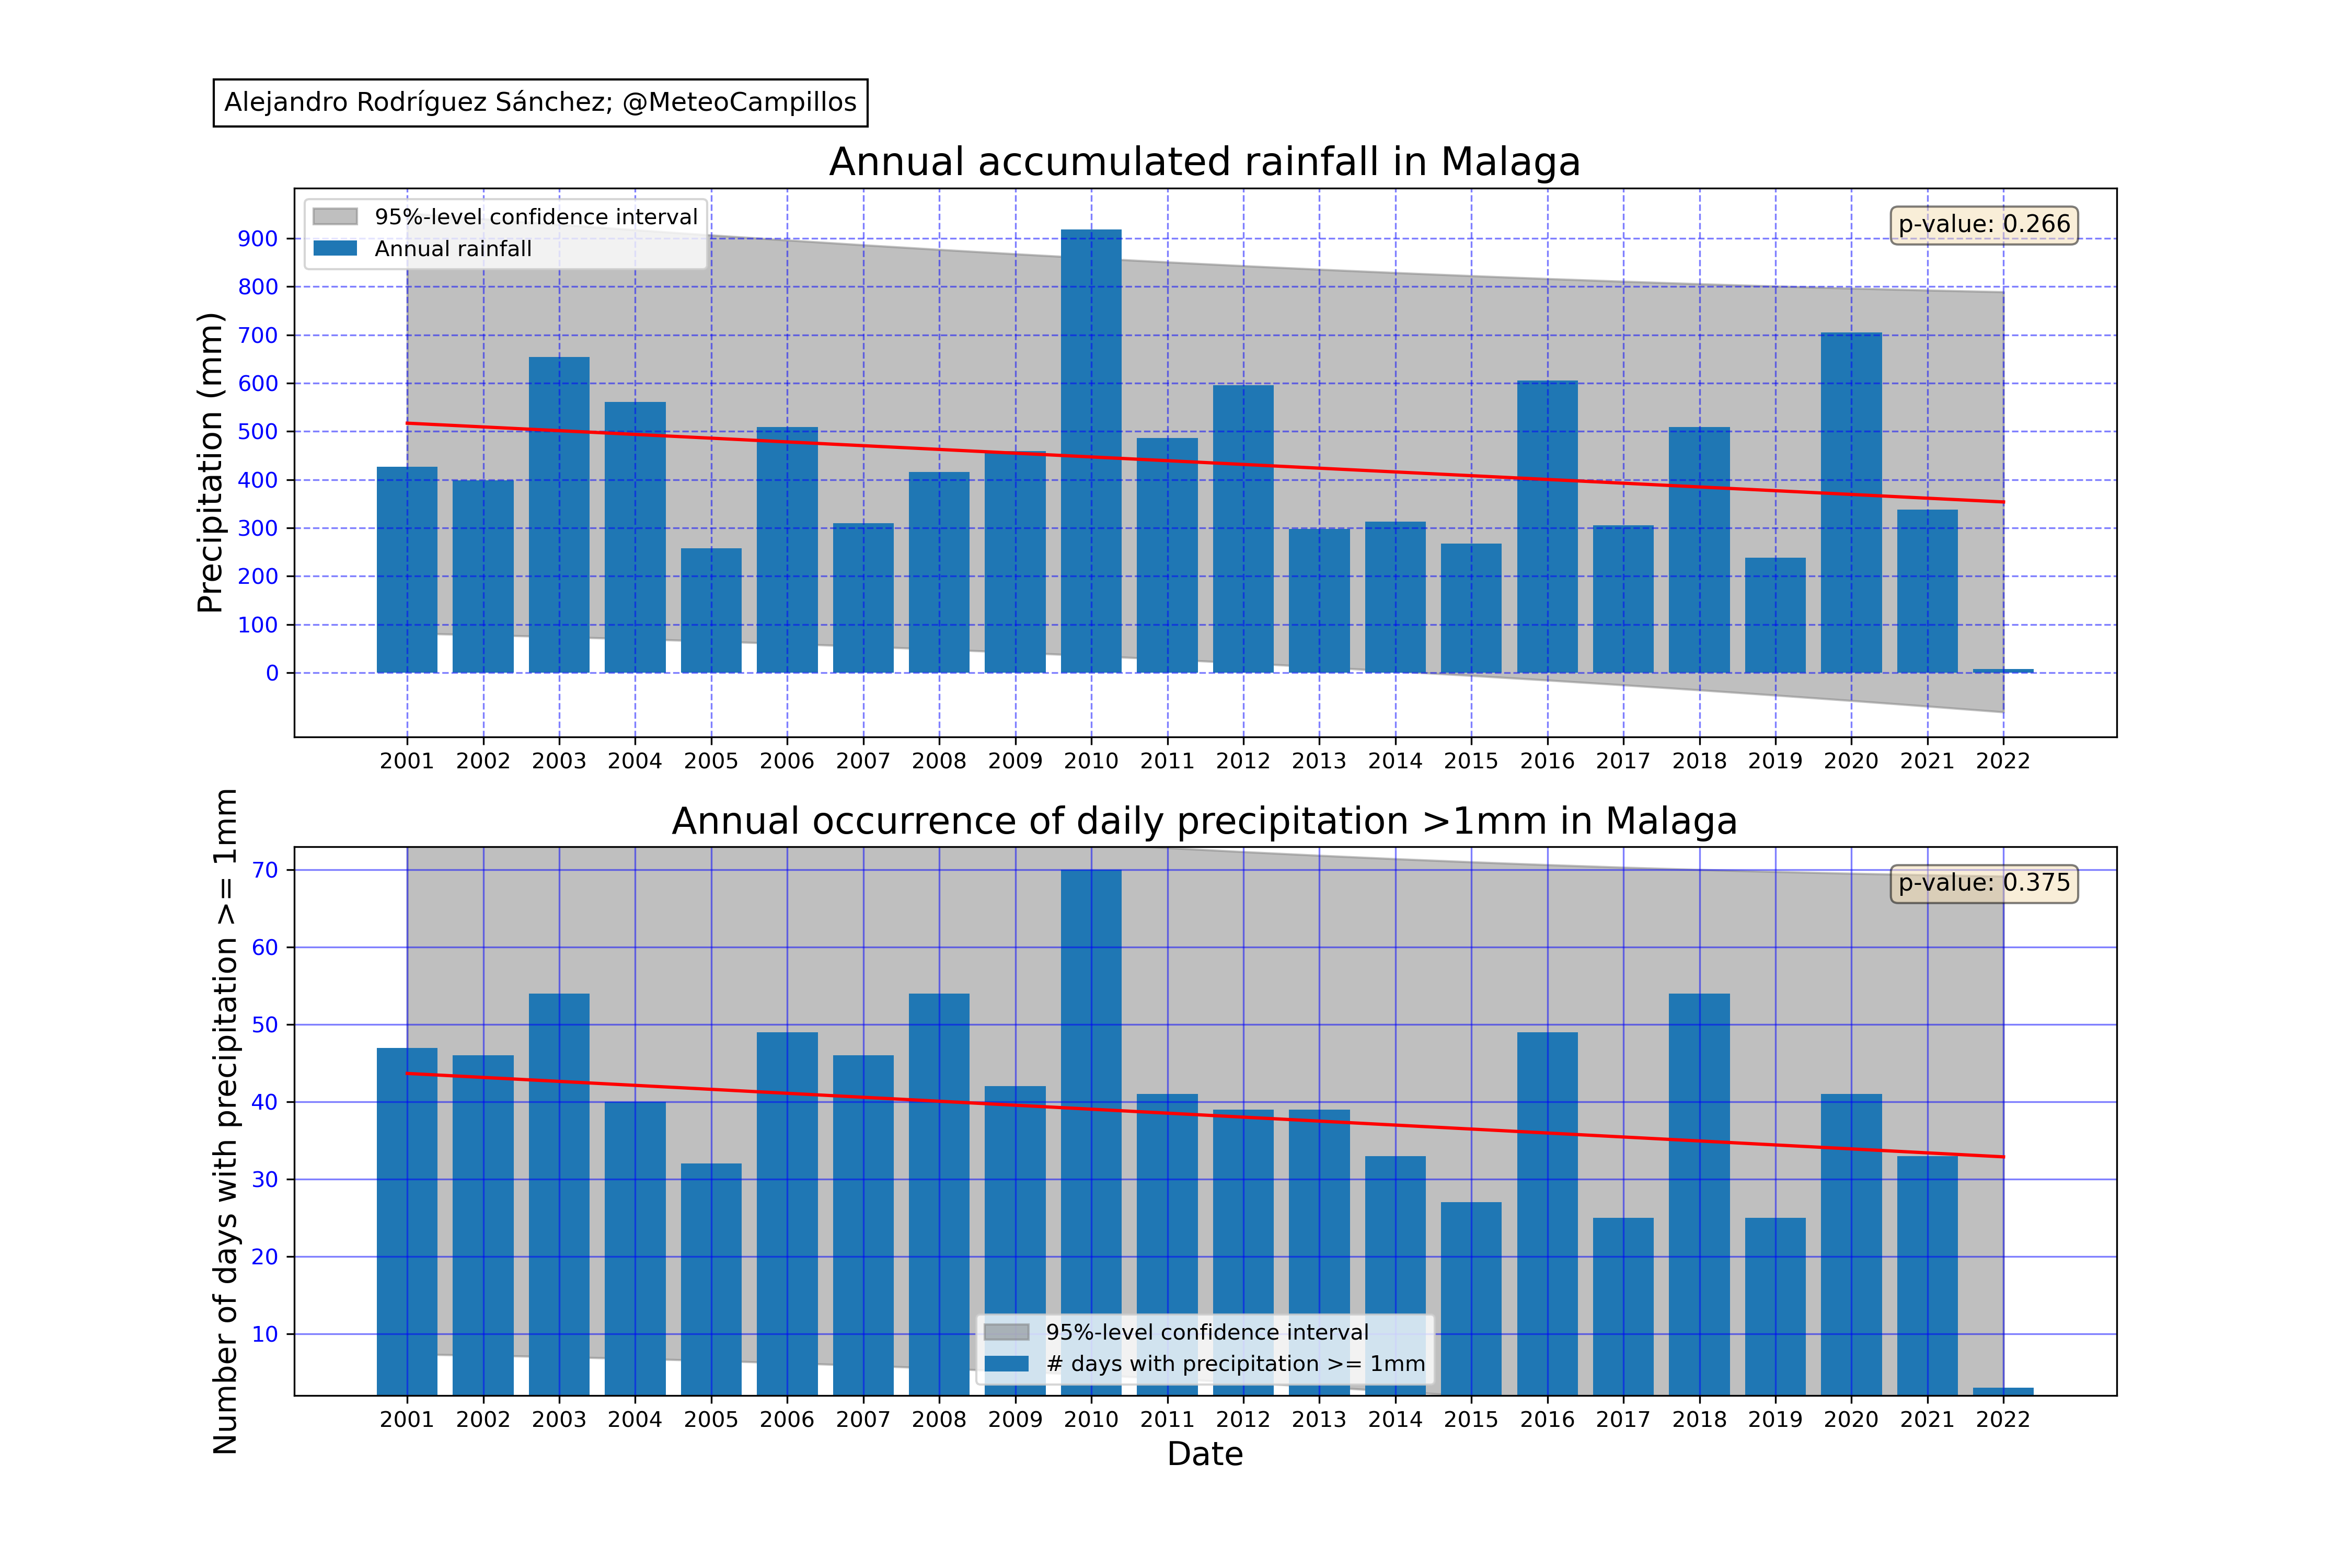 Alejandro Rodríguez Sánchez; @MeteoCampillos
Annual accumulated rainfall in Malaga
95%-level confidence interval
Annual rainfall
p-value: 0.266
Precipitation (mm)
900
800
700
600
500
400
300
200
100
0
2001 2002 2003 2004 2005 2006 2007 2008 2009 2010 2011 2012 2013 2014 2015 2016 2017 2018 2019 2020 2021 2022
Annual occurrence of daily precipitation >1mm in Malaga
p-value: 0.375
Number of days with precipitation >= 1mm
70
60
50
40
30
20
10
95%-level confidence interval
# days with precipitation >= 1mm
2001 2002 2003 2004 2005 2006 2007 2008 2009 2010 2011 2012 2013 2014 2015 2016 2017 2018 2019 2020 2021 2022
Date